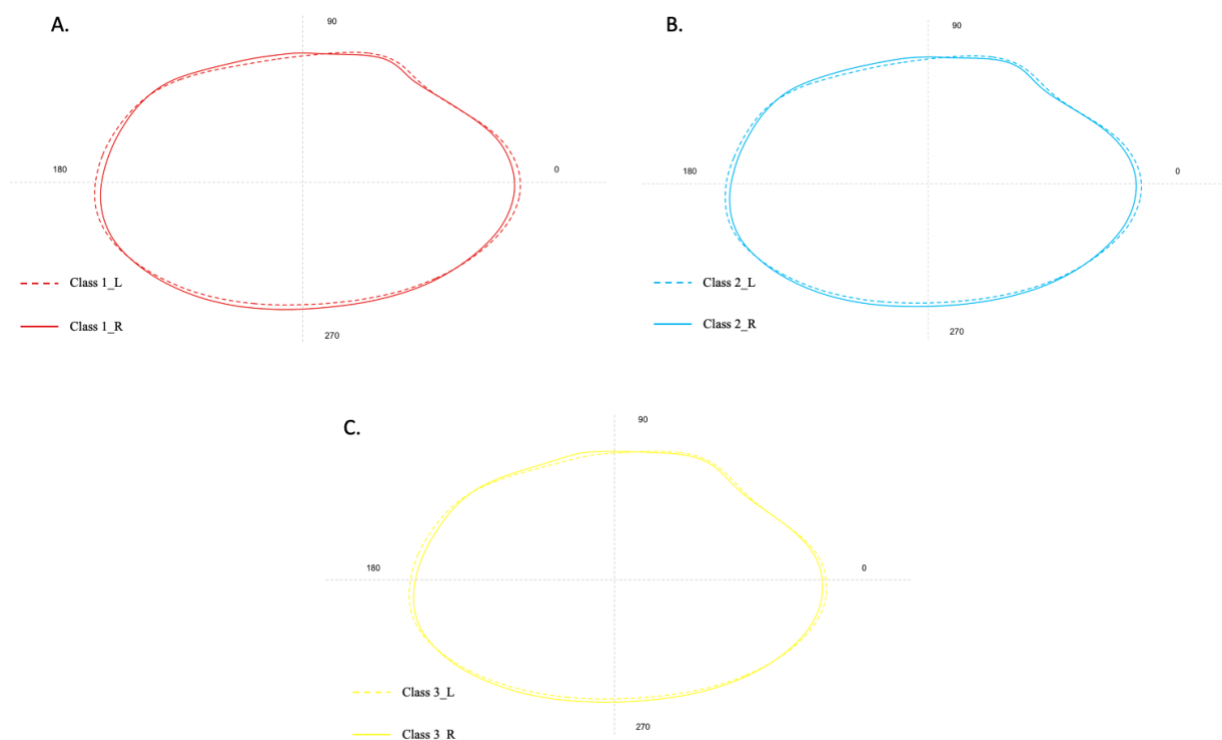 A.
90
180
0
Class 1_L
Class 1_R
270
B.
90
180
0
Class 2_L
Class 2_R
270
C.
90
180
0
Class 3_L
Class 3_R
270